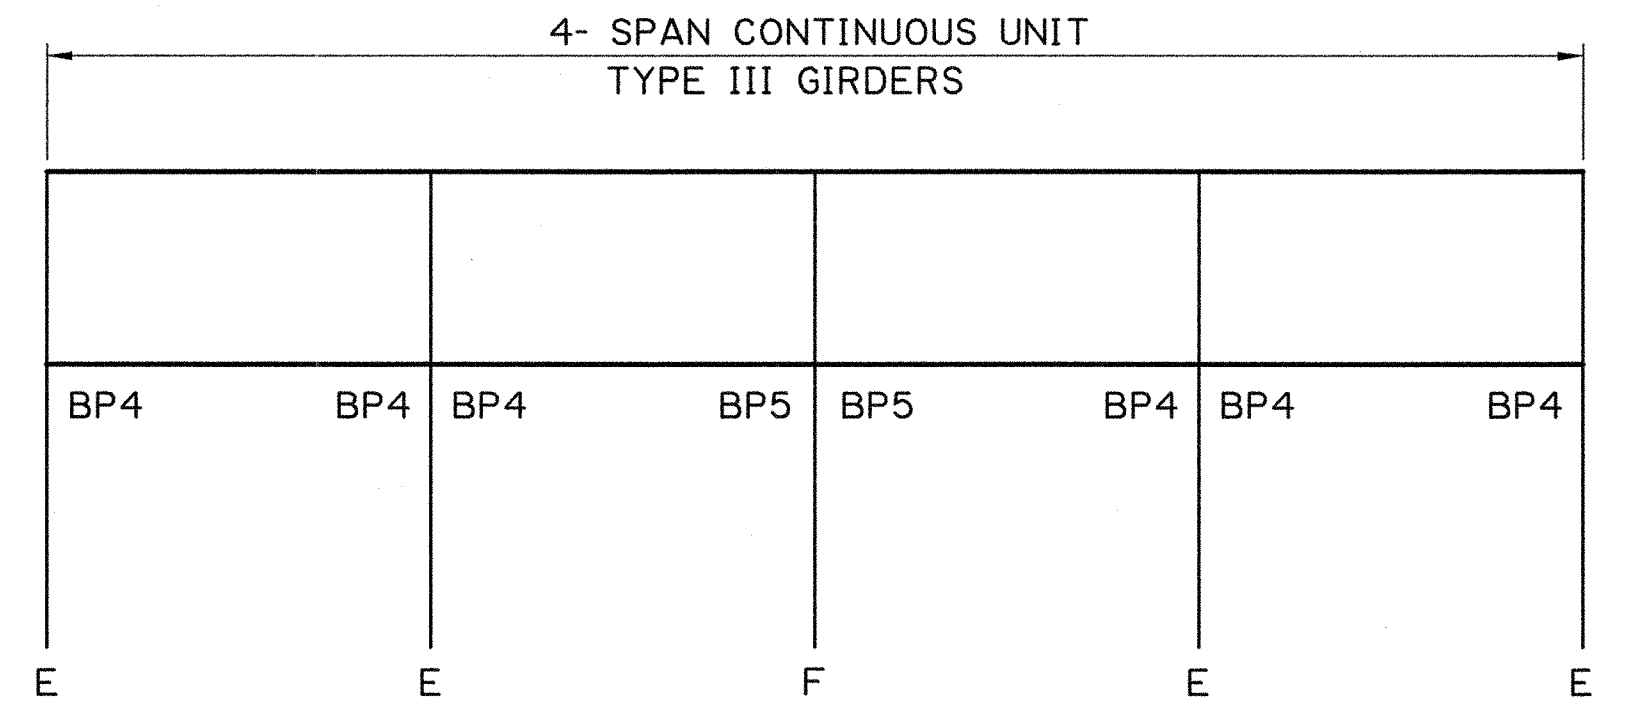 4- SPAN CONTINUOUS UNIT
TYPE III GIRDERS
BP4 BP4 BP4 BP5 BP5 BP4 BP4 BP4
E E F E E